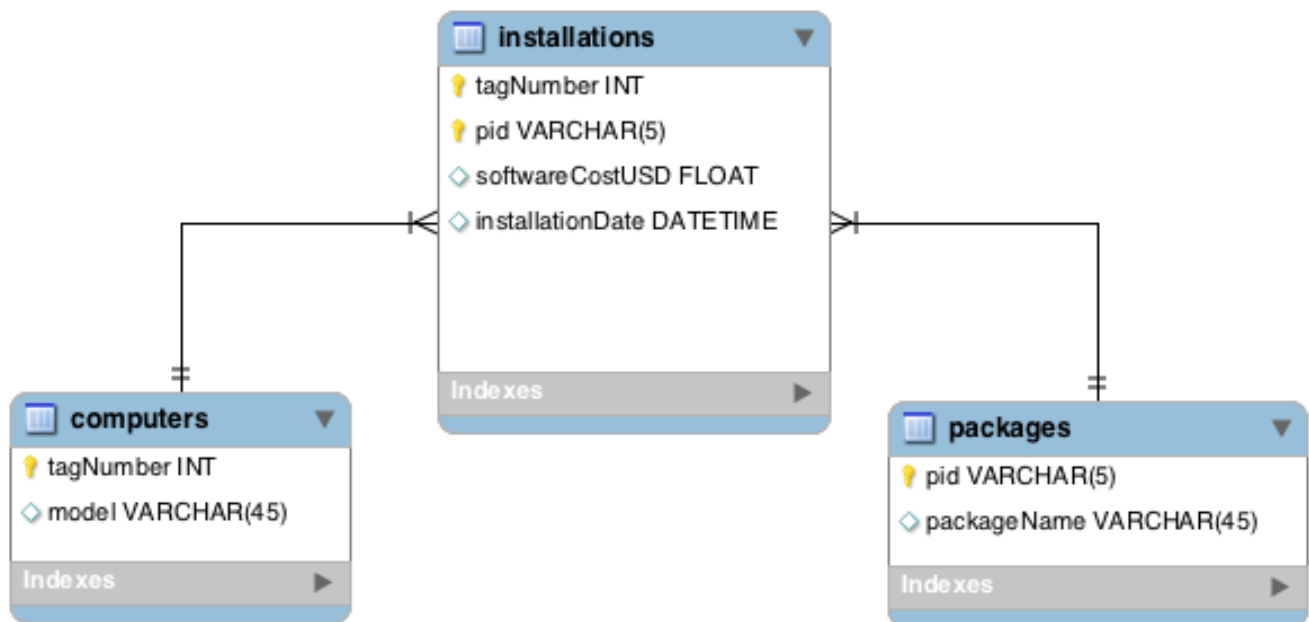 installations
tagNumber INT
pid VARCHAR(5)
softwareCostUSD FLOAT
installationDate DATETIME
Indexes
computers
tagNumber INT
model VARCHAR(45)
Indexes
packages
pid VARCHAR(5)
packageName VARCHAR(45)
Indexes